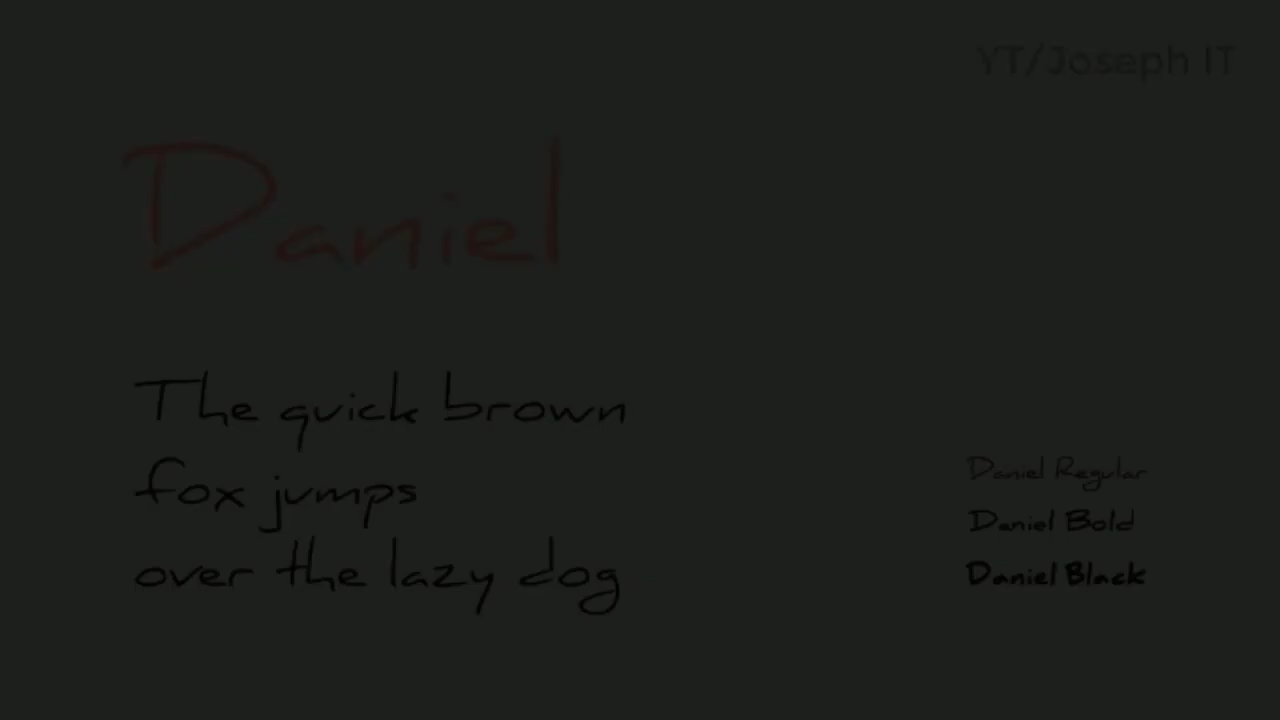 YT/Joseph IT
Daniel
The quick brown
fox jumps
over the lazy dog
Daniel Regular
Daniel Bold
Daniel Black